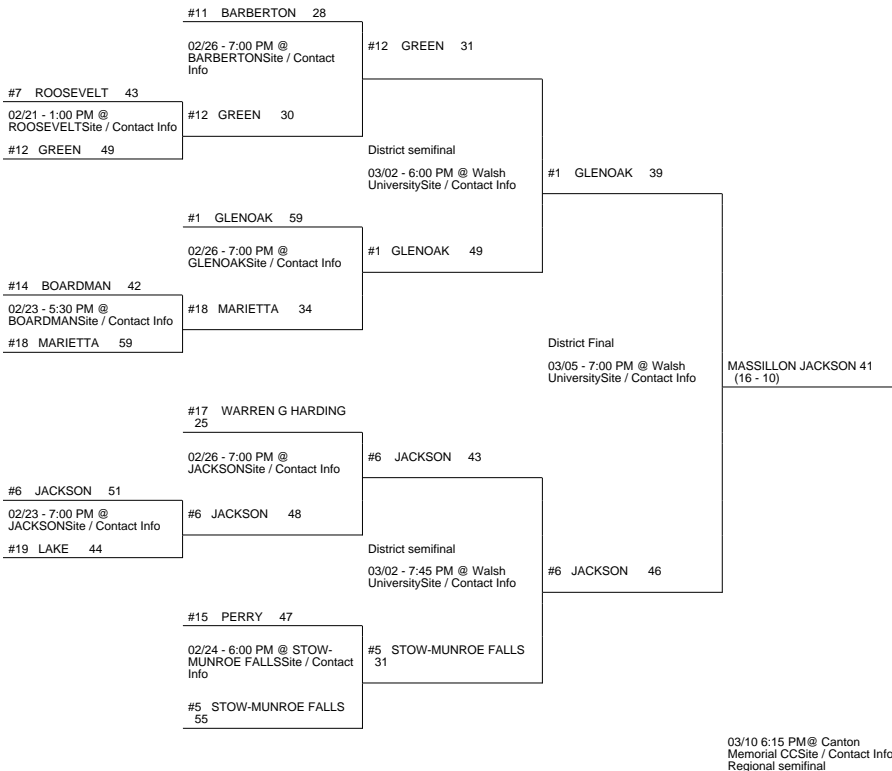 #11 BARBERTON 28
02/26 - 7:00 PM @
BARBERTONSite / Contact
Info
#12 GREEN 31
#7 ROOSEVELT 43
02/21 - 1:00 PM @
ROOSEVELTSite / Contact Info
#12 GREEN 30
#12 GREEN 49
District semifinal
03/02 - 6:00 PM @ Walsh
UniversitySite / Contact Info
#1 GLENOAK 39
#1 GLENOAK 59
02/26 - 7:00 PM @
GLENOAKSite / Contact Info
#1 GLENOAK 49
#14 BOARDMAN 42
02/23 - 5:30 PM @
BOARDMANSite / Contact Info
#18 MARIETTA 34
#18 MARIETTA 59
District Final
03/05 - 7:00 PM @ Walsh
UniversitySite / Contact Info
MASSILLON JACKSON 41
(16 - 10)
#17 WARREN G HARDING
25
02/26 - 7:00 PM @
JACKSONSite / Contact Info
#6 JACKSON 43
#6 JACKSON 51
02/23 - 7:00 PM @
JACKSONSite / Contact Info
#6 JACKSON 48
#19 LAKE 44
District semifinal
03/02 - 7:45 PM @ Walsh
UniversitySite / Contact Info
#6 JACKSON 46
#15 PERRY 47
02/24 - 6:00 PM @ STOW-
MUNROE FALLSSite / Contact
Info
#5 STOW-MUNROE FALLS
31
#5 STOW-MUNROE FALLS
55
03/10 6:15 PM@ Canton
Memorial CCSite / Contact Info
Regional semifinal